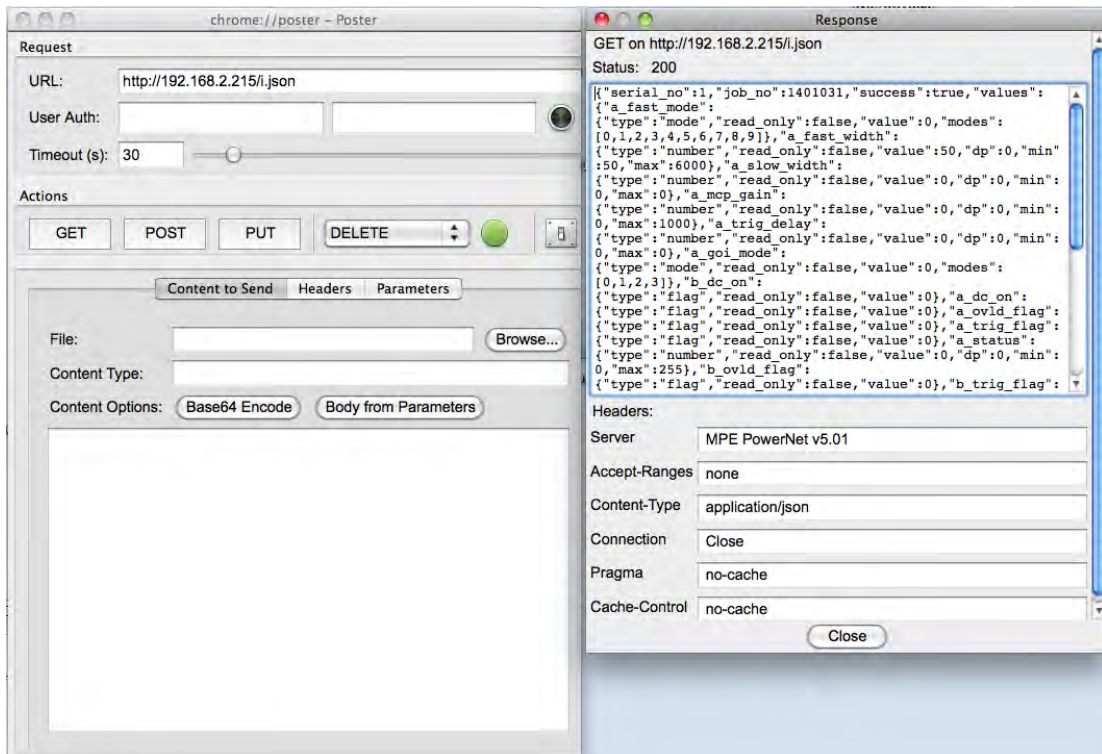 chrome://poster – Poster
Request
URL: http://192.168.2.215/i.json
User Auth:
Timeout (s): 30
Actions
GET POST PUT DELETE
Content to Send Headers Parameters
File: Browse...
Content Type:
Content Options: Base64 Encode Body from Parameters
Response
GET on http://192.168.2.215/i.json
Status: 200
{"serial_no":1,"job_no":1401031,"success":true,"values":
{"a_fast_mode":
{"type":"mode","read_only":false,"value":0,"modes":
[0,1,2,3,4,5,6,7,8,9]},"a_fast_width":
{"type":"number","read_only":false,"value":50,"dp":0,"min"
:50,"max":6000},"a_slow_width":
{"type":"number","read_only":false,"value":0,"dp":0,"min":
0,"max":0},"a_mcp_gain":
{"type":"number","read_only":false,"value":0,"dp":0,"min":
0,"max":1000},"a_trig_delay":
{"type":"number","read_only":false,"value":0,"dp":0,"min":
0,"max":0},"a_goi_mode":
{"type":"mode","read_only":false,"value":0,"modes":
[0,1,2,3]},"b_dc_on":
{"type":"flag","read_only":false,"value":0},"a_dc_on":
{"type":"flag","read_only":false,"value":0},"a_ovld_flag":
{"type":"flag","read_only":false,"value":0},"a_trig_flag":
{"type":"flag","read_only":false,"value":0},"a_status":
{"type":"number","read_only":false,"value":0,"dp":0,"min":
0,"max":255},"b_ovld_flag":
{"type":"flag","read_only":false,"value":0},"b_trig_flag":
Headers:
Server MPE PowerNet v5.01
Accept-Ranges none
Content-Type application/json
Connection Close
Pragma no-cache
Cache-Control no-cache
Close